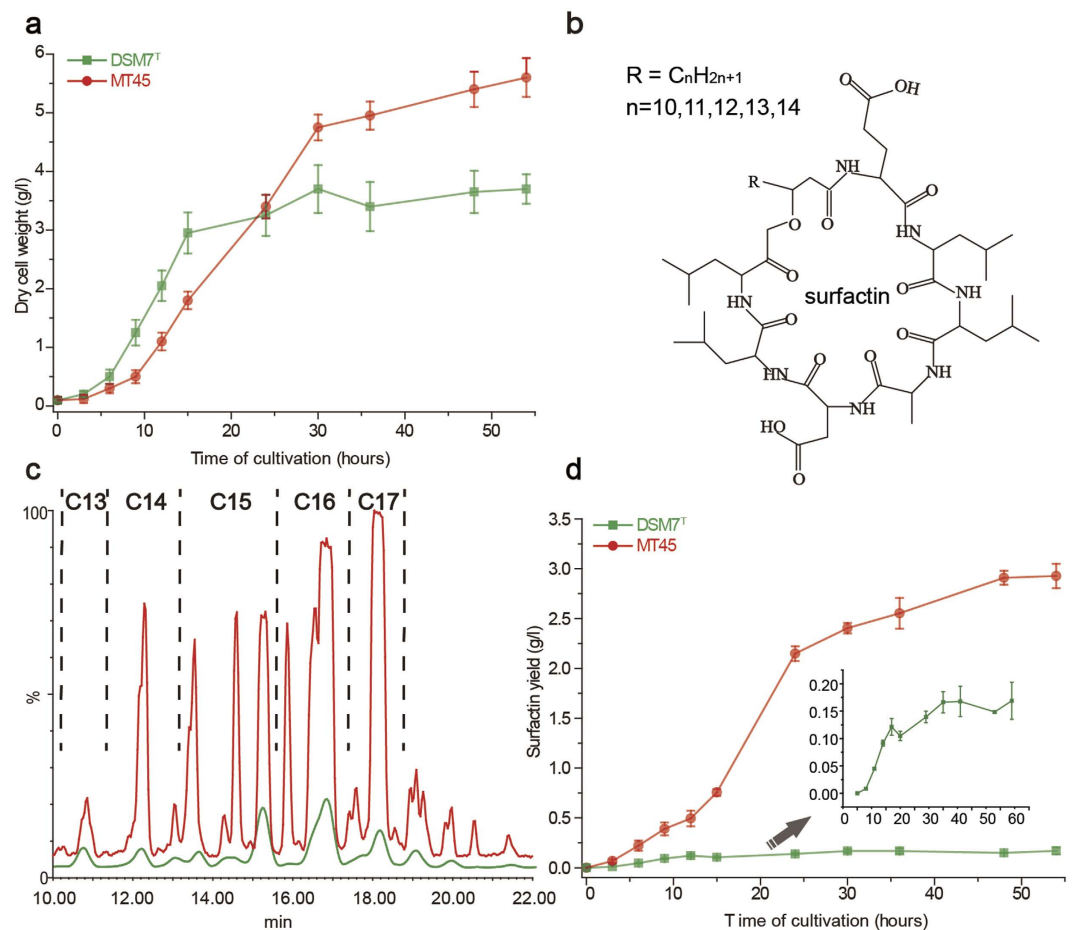 a
DSM7ᵀ
MT45
6
5
4
3
2
1
0
Dry cell weight (g/l)
0 10 20 30 40 50
Time of cultivation (hours)
b
R = CnH2n+1
n=10,11,12,13,14
O
OH
R
NH
O
O
O
HN
O
O
NH
surfactin
HN
O
O
NH
HN
O
O
NH
HO
O
c
C13 C14 C15 C16 C17
100
%
0
10.00 12.00 14.00 16.00 18.00 20.00 22.00
min
d
DSM7ᵀ
MT45
3.5
3.0
2.5
2.0
1.5
1.0
0.5
0.0
Surfactin yield (g/l)
0 10 20 30 40 50
Time of cultivation (hours)
0.20
0.15
0.10
0.05
0.00
0 5 10 20 30 40 50 60